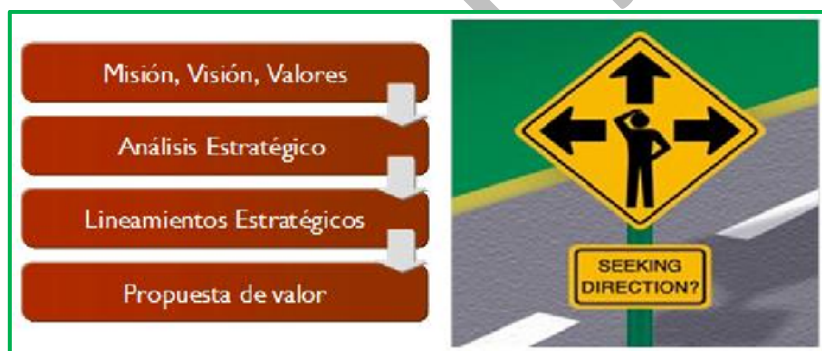 Misión, Visión, Valores
Análisis Estratégico
Lineamientos Estratégicos
Propuesta de valor
SEEKING
DIRECTION?